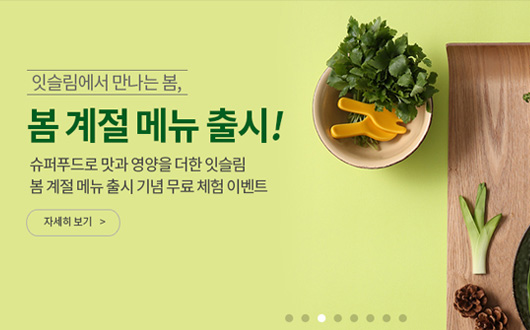 잇슬림에서 만나는 봄,
봄 계절 메뉴 출시!
슈퍼푸드로 맛과 영양을 더한 잇슬림
봄 계절 메뉴 출시 기념 무료 체험 이벤트
자세히 보기 >